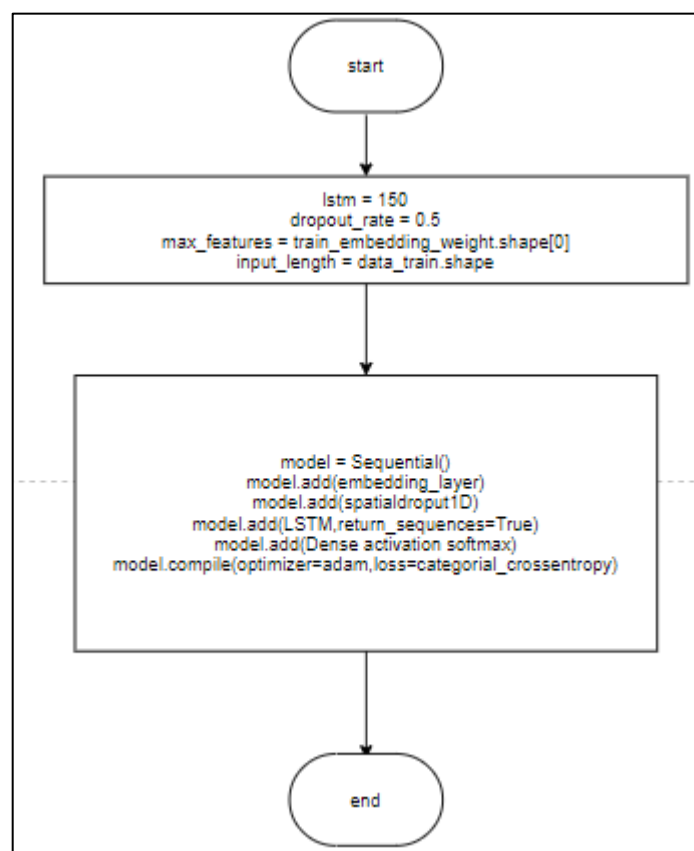 start
lstm = 150
dropout_rate = 0.5
max_features = train_embedding_weight.shape[0]
input_length = data_train.shape
model = Sequential()
model.add(embedding_layer)
model.add(spatialdroput1D)
model.add(LSTM,return_sequences=True)
model.add(Dense activation softmax)
model.compile(optimizer=adam,loss=categorial_crossentropy)
end